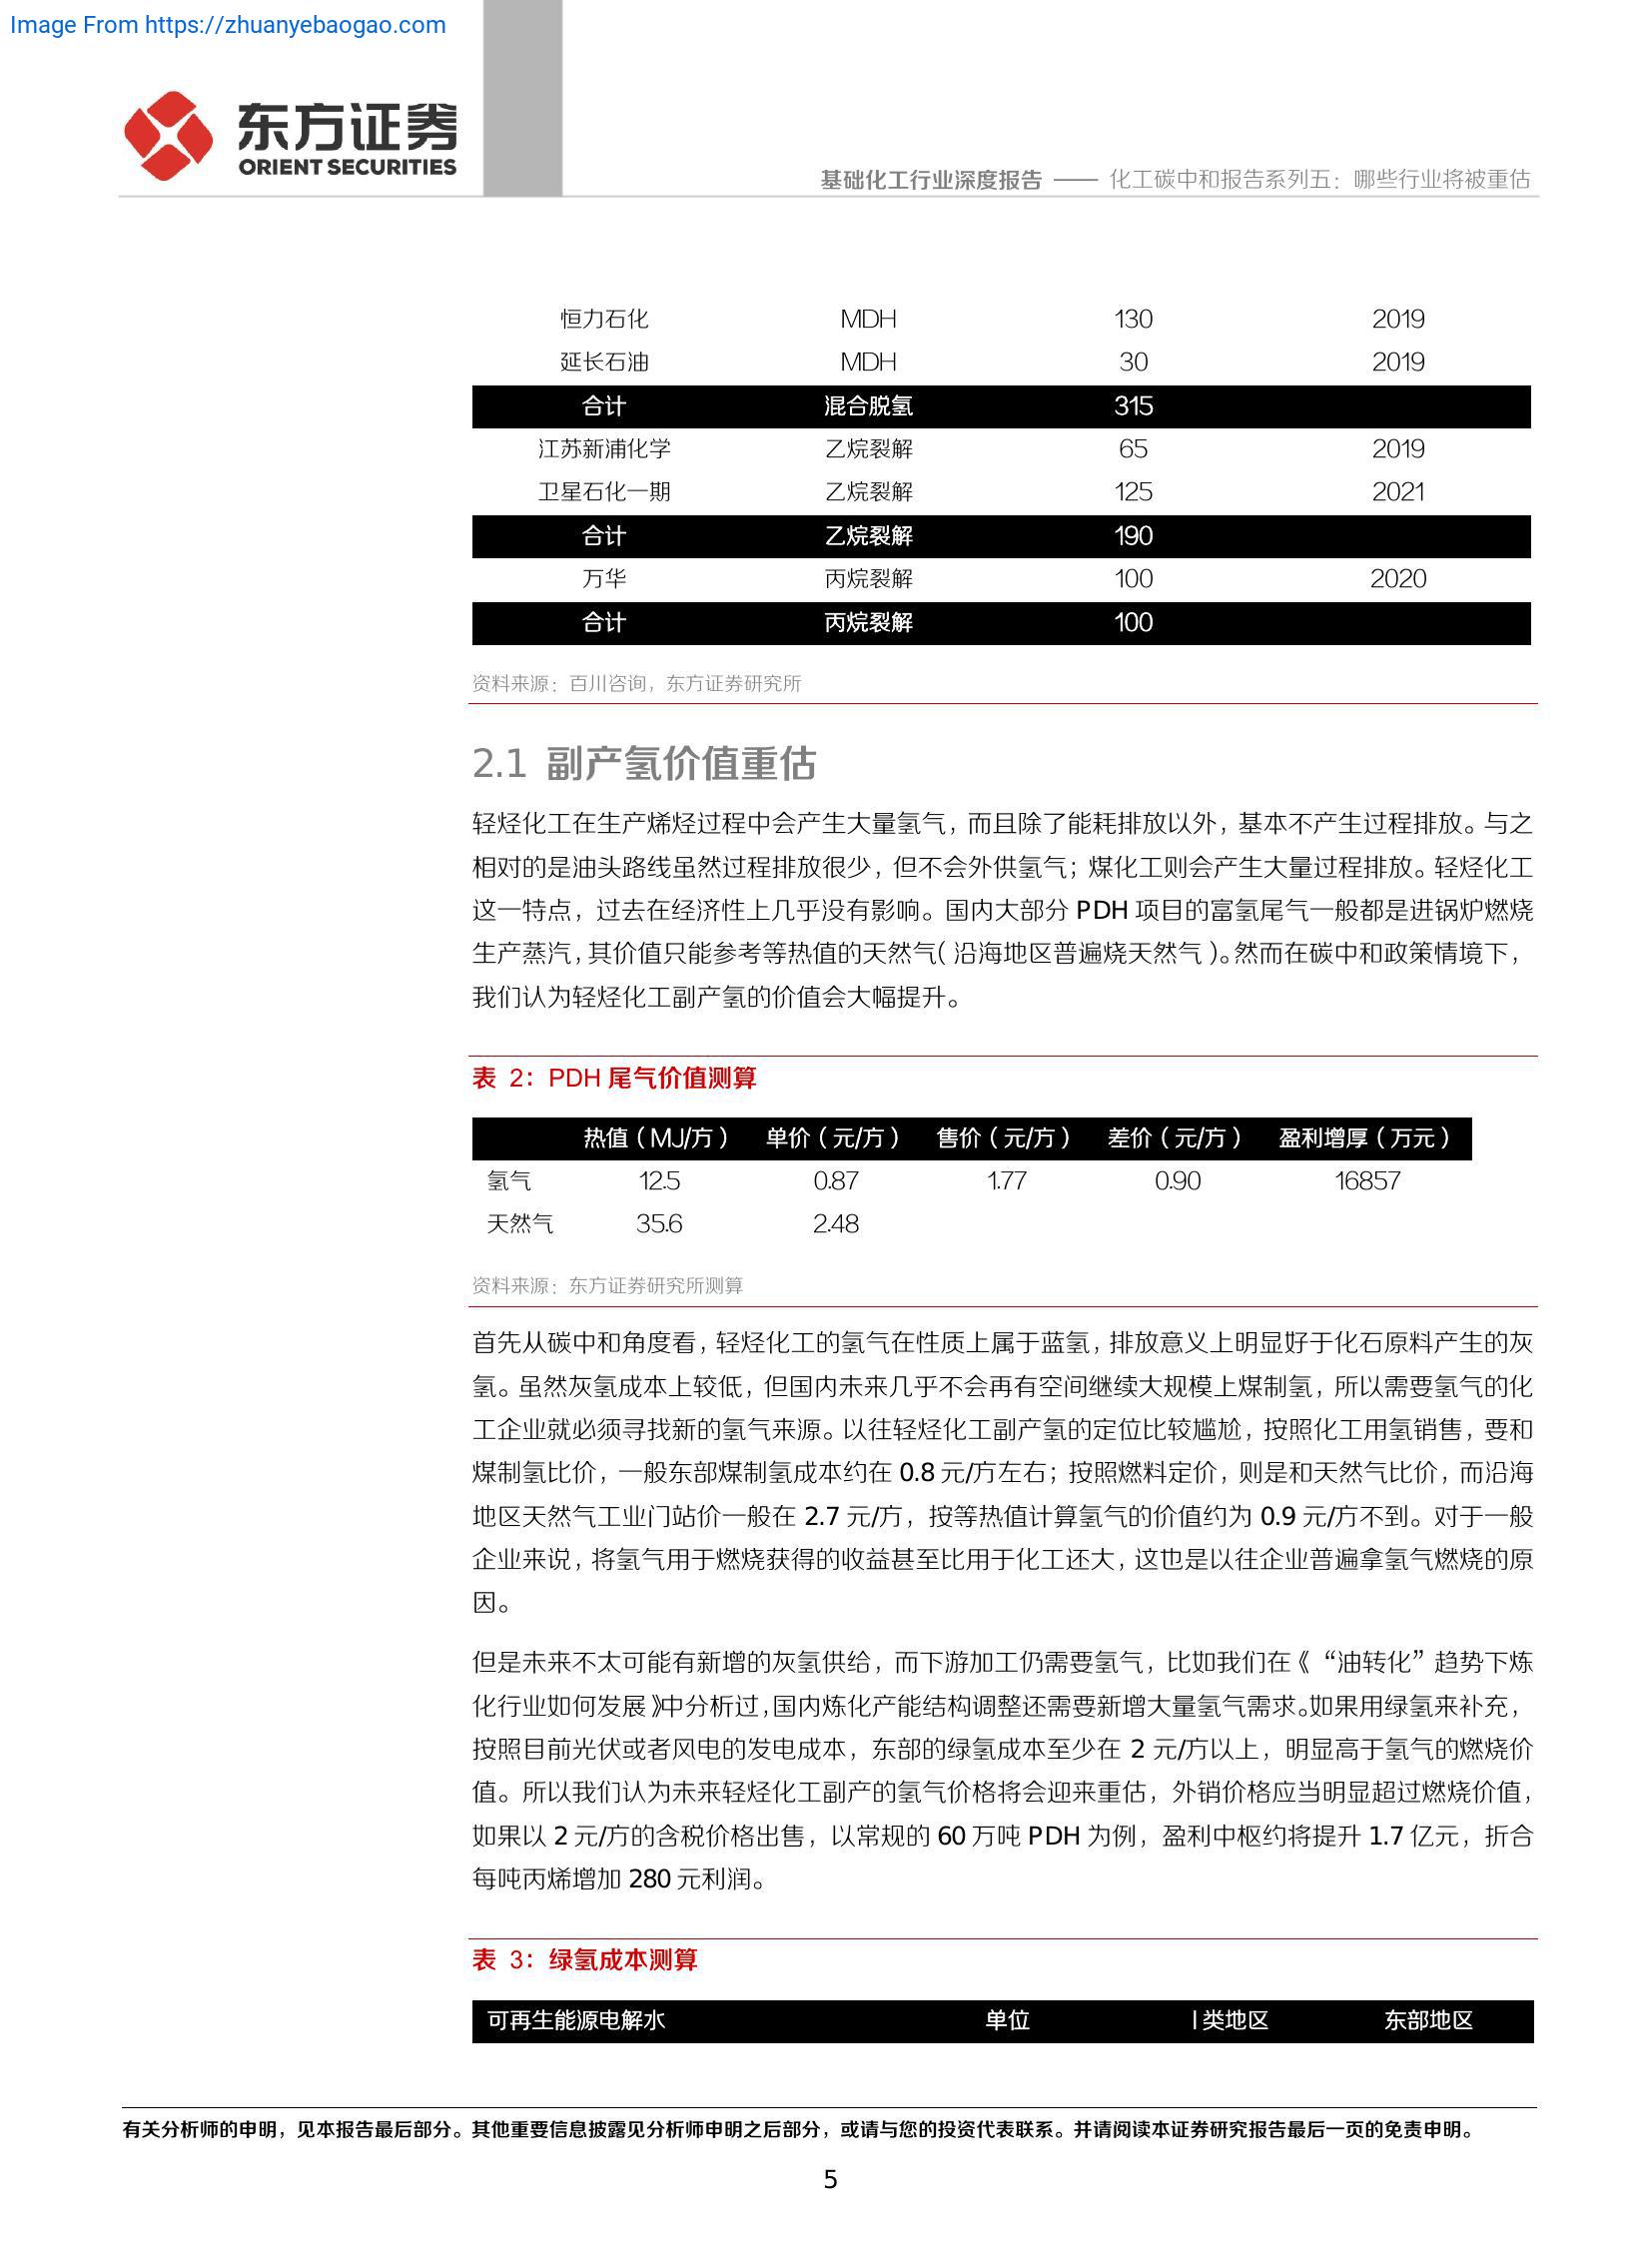 Image From https://zhuanyebaogao.com
东方证券
ORIENT SECURITIES
基础化工行业深度报告 —— 化工碳中和报告系列五：哪些行业将被重估
恒力石化 MDH 130 2019
延长石油 MDH 30 2019
合计 混合脱氢 315
江苏新浦化学 乙烷裂解 65 2019
卫星石化一期 乙烷裂解 125 2021
合计 乙烷裂解 190
万华 丙烷裂解 100 2020
合计 丙烷裂解 100
资料来源：百川咨询，东方证券研究所
2.1 副产氢价值重估
轻烃化工在生产烯烃过程中会产生大量氢气，而且除了能耗排放以外，基本不产生过程排放。与之
相对的是油头路线虽然过程排放很少，但不会外供氢气；煤化工则会产生大量过程排放。轻烃化工
这一特点，过去在经济性上几乎没有影响。国内大部分 PDH 项目的富氢尾气一般都是进锅炉燃烧
生产蒸汽，其价值只能参考等热值的天然气（沿海地区普遍烧天然气）。然而在碳中和政策情境下，
我们认为轻烃化工副产氢的价值会大幅提升。
表 2：PDH 尾气价值测算
热值（MJ/方） 单价（元/方） 售价（元/方） 差价（元/方） 盈利增厚（万元）
氢气 12.5 0.87 1.77 0.90 16857
天然气 35.6 2.48
资料来源：东方证券研究所测算
首先从碳中和角度看，轻烃化工的氢气在性质上属于蓝氢，排放意义上明显好于化石原料产生的灰
氢。虽然灰氢成本上较低，但国内未来几乎不会再有空间继续大规模上煤制氢，所以需要氢气的化
工企业就必须寻找新的氢气来源。以往轻烃化工副产氢的定位比较尴尬，按照化工用氢销售，要和
煤制氢比价，一般东部煤制氢成本约在 0.8 元/方左右；按照燃料定价，则是和天然气比价，而沿海
地区天然气工业门站价一般在 2.7 元/方，按等热值计算氢气的价值约为 0.9 元/方不到。对于一般
企业来说，将氢气用于燃烧获得的收益甚至比用于化工还大，这也是以往企业普遍拿氢气燃烧的原
因。
但是未来不太可能有新增的灰氢供给，而下游加工仍需要氢气，比如我们在《“油转化”趋势下炼
化行业如何发展》中分析过，国内炼化产能结构调整还需要新增大量氢气需求。如果用绿氢来补充，
按照目前光伏或者风电的发电成本，东部的绿氢成本至少在 2 元/方以上，明显高于氢气的燃烧价
值。所以我们认为未来轻烃化工副产的氢气价格将会迎来重估，外销价格应当明显超过燃烧价值，
如果以 2 元/方的含税价格出售，以常规的 60 万吨 PDH 为例，盈利中枢约将提升 1.7 亿元，折合
每吨丙烯增加 280 元利润。
表 3：绿氢成本测算
可再生能源电解水 单位 I 类地区 东部地区
有关分析师的申明，见本报告最后部分。其他重要信息披露见分析师申明之后部分，或请与您的投资代表联系。并请阅读本证券研究报告最后一页的免责申明。
5